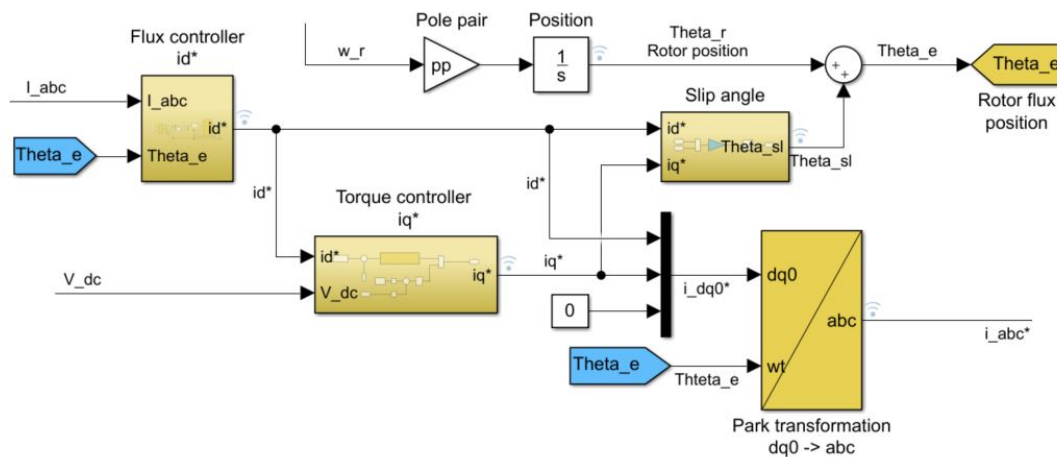 Flux controller
id*
I_abc
I_abc
Theta_e
Theta_e
id*
w_r
Pole pair
pp
Position
1
s
Theta_r
Rotor position
+
+
Theta_e
Theta_e
Rotor flux
position
Slip angle
id*
iq*
Theta_sl
Theta_sl
id*
id*
Torque controller
iq*
id*
V_dc
V_dc
iq*
iq*
0
i_dq0*
Theta_e
Thteta_e
dq0
wt
abc
i_abc*
Park transformation
dq0 -> abc